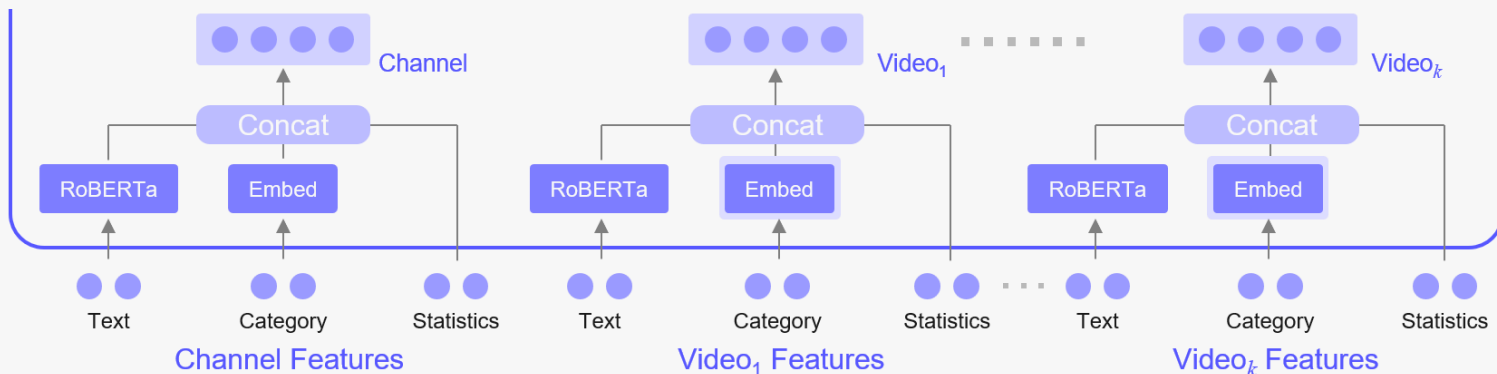 Channel
Video1
Videok
Concat
Concat
Concat
RoBERTa
Embed
RoBERTa
Embed
RoBERTa
Embed
Text
Category
Statistics
Text
Category
Statistics
Text
Category
Statistics
Channel Features
Video1 Features
Videok Features